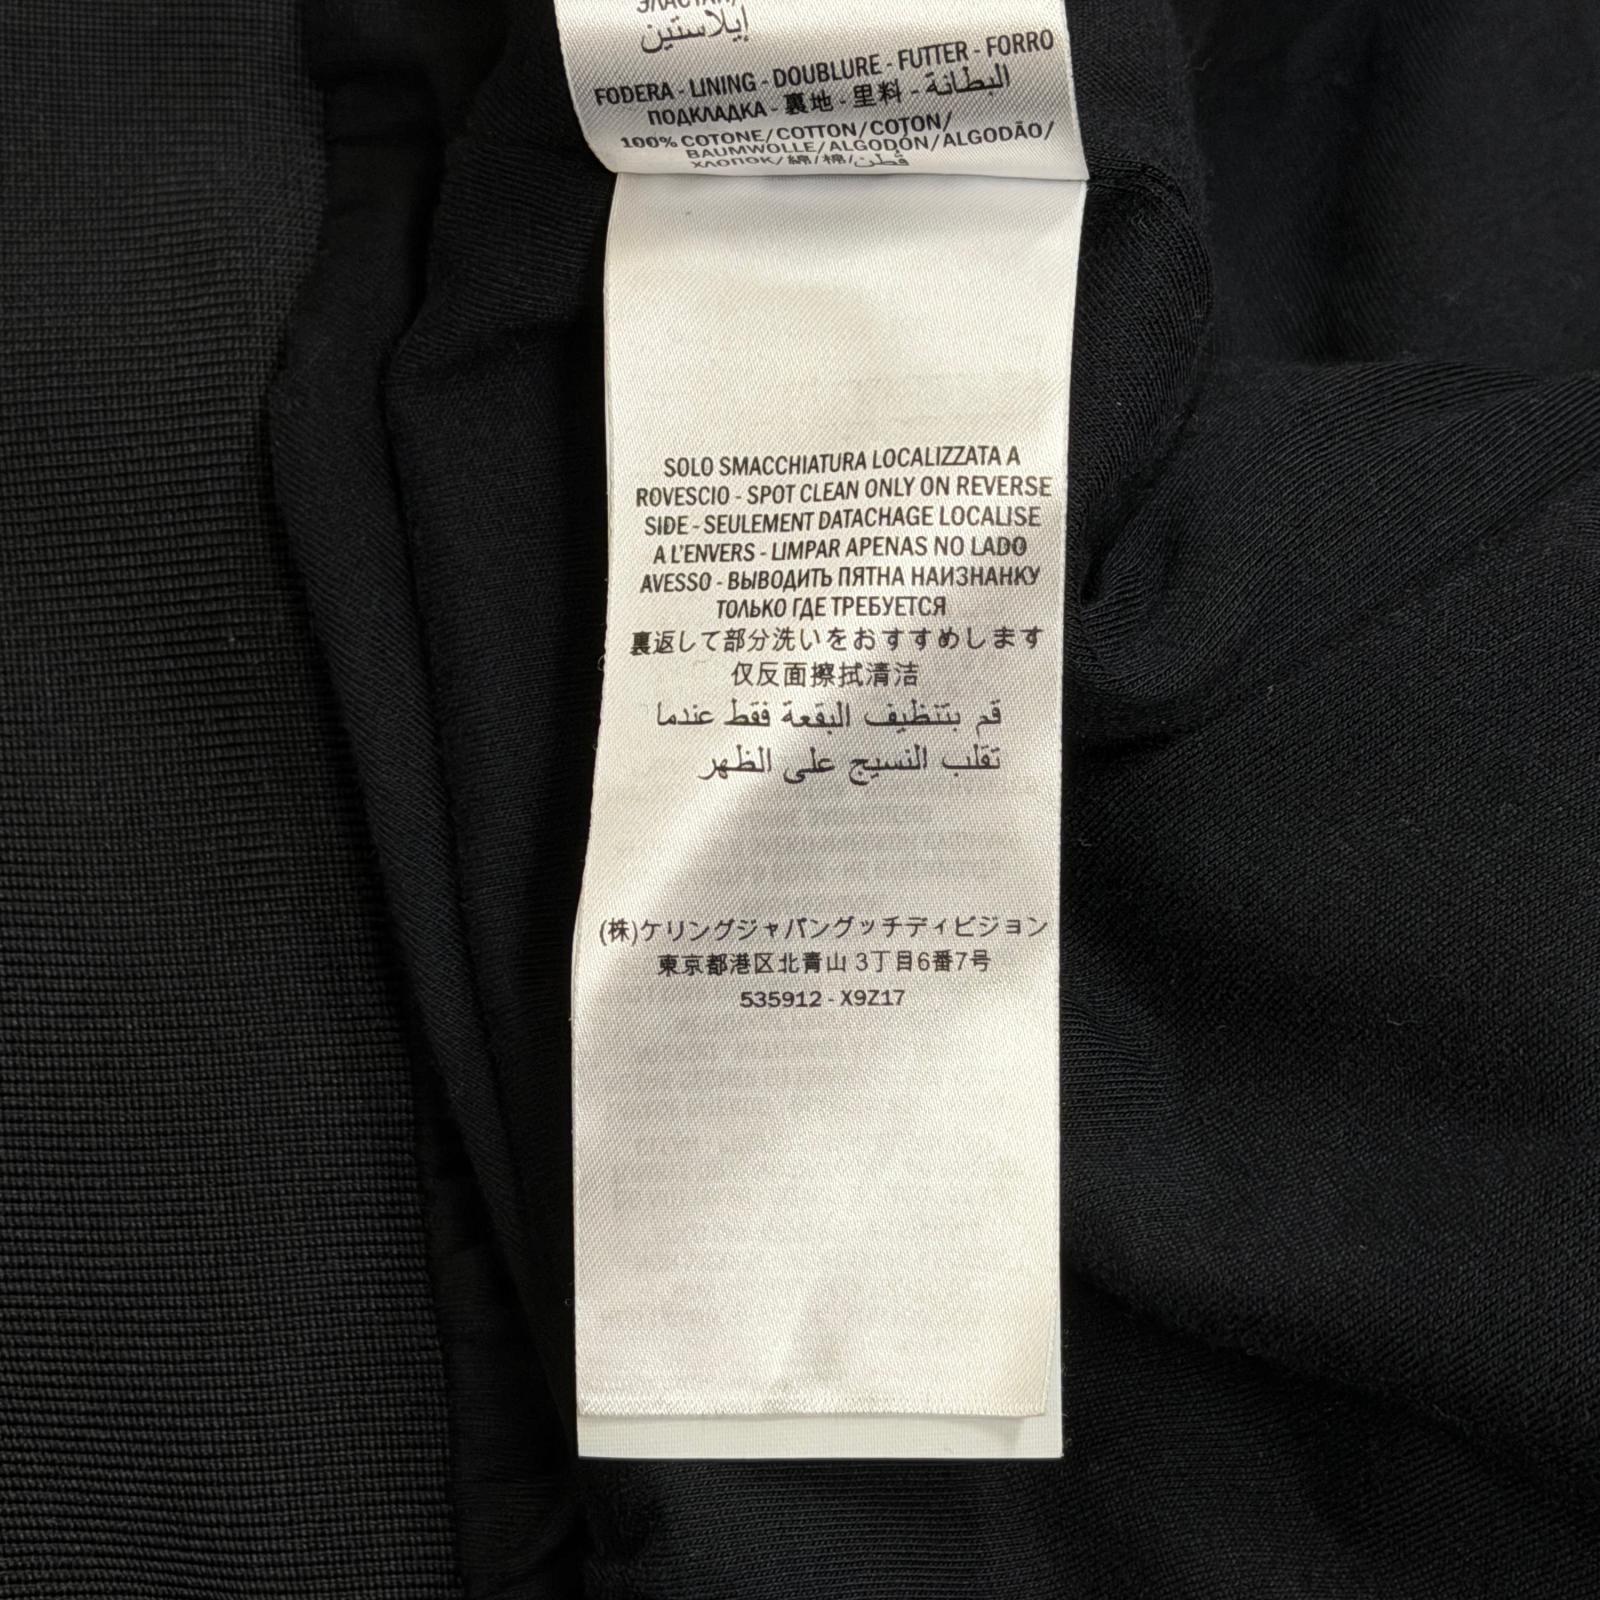 إيلاستين
FODERA - LINING - DOUBLURE - FUTTER - FORRO
ПОДКЛАДКА - 裏地 - 里料 - البطانة
100% COTONE/COTTON/COTON/
BAUMWOLLE/ALGODÓN/ALGODÃO/
ХЛОПОК/綿/棉/قطن
SOLO SMACCHIATURA LOCALIZZATA A
ROVESCIO - SPOT CLEAN ONLY ON REVERSE
SIDE - SEULEMENT DATACHAGE LOCALISE
A L'ENVERS - LIMPAR APENAS NO LADO
AVESSO - ВЫВОДИТЬ ПЯТНА НАИЗНАНКУ
ТОЛЬКО ГДЕ ТРЕБУЕТСЯ
裏返して部分洗いをおすすめします
仅反面擦拭清洁
قم بتنظيف البقعة فقط عندما
تقلب النسيج على الظهر
(株)ケリングジャパングッチディビジョン
東京都港区北青山 3丁目6番7号
535912 - X9Z17